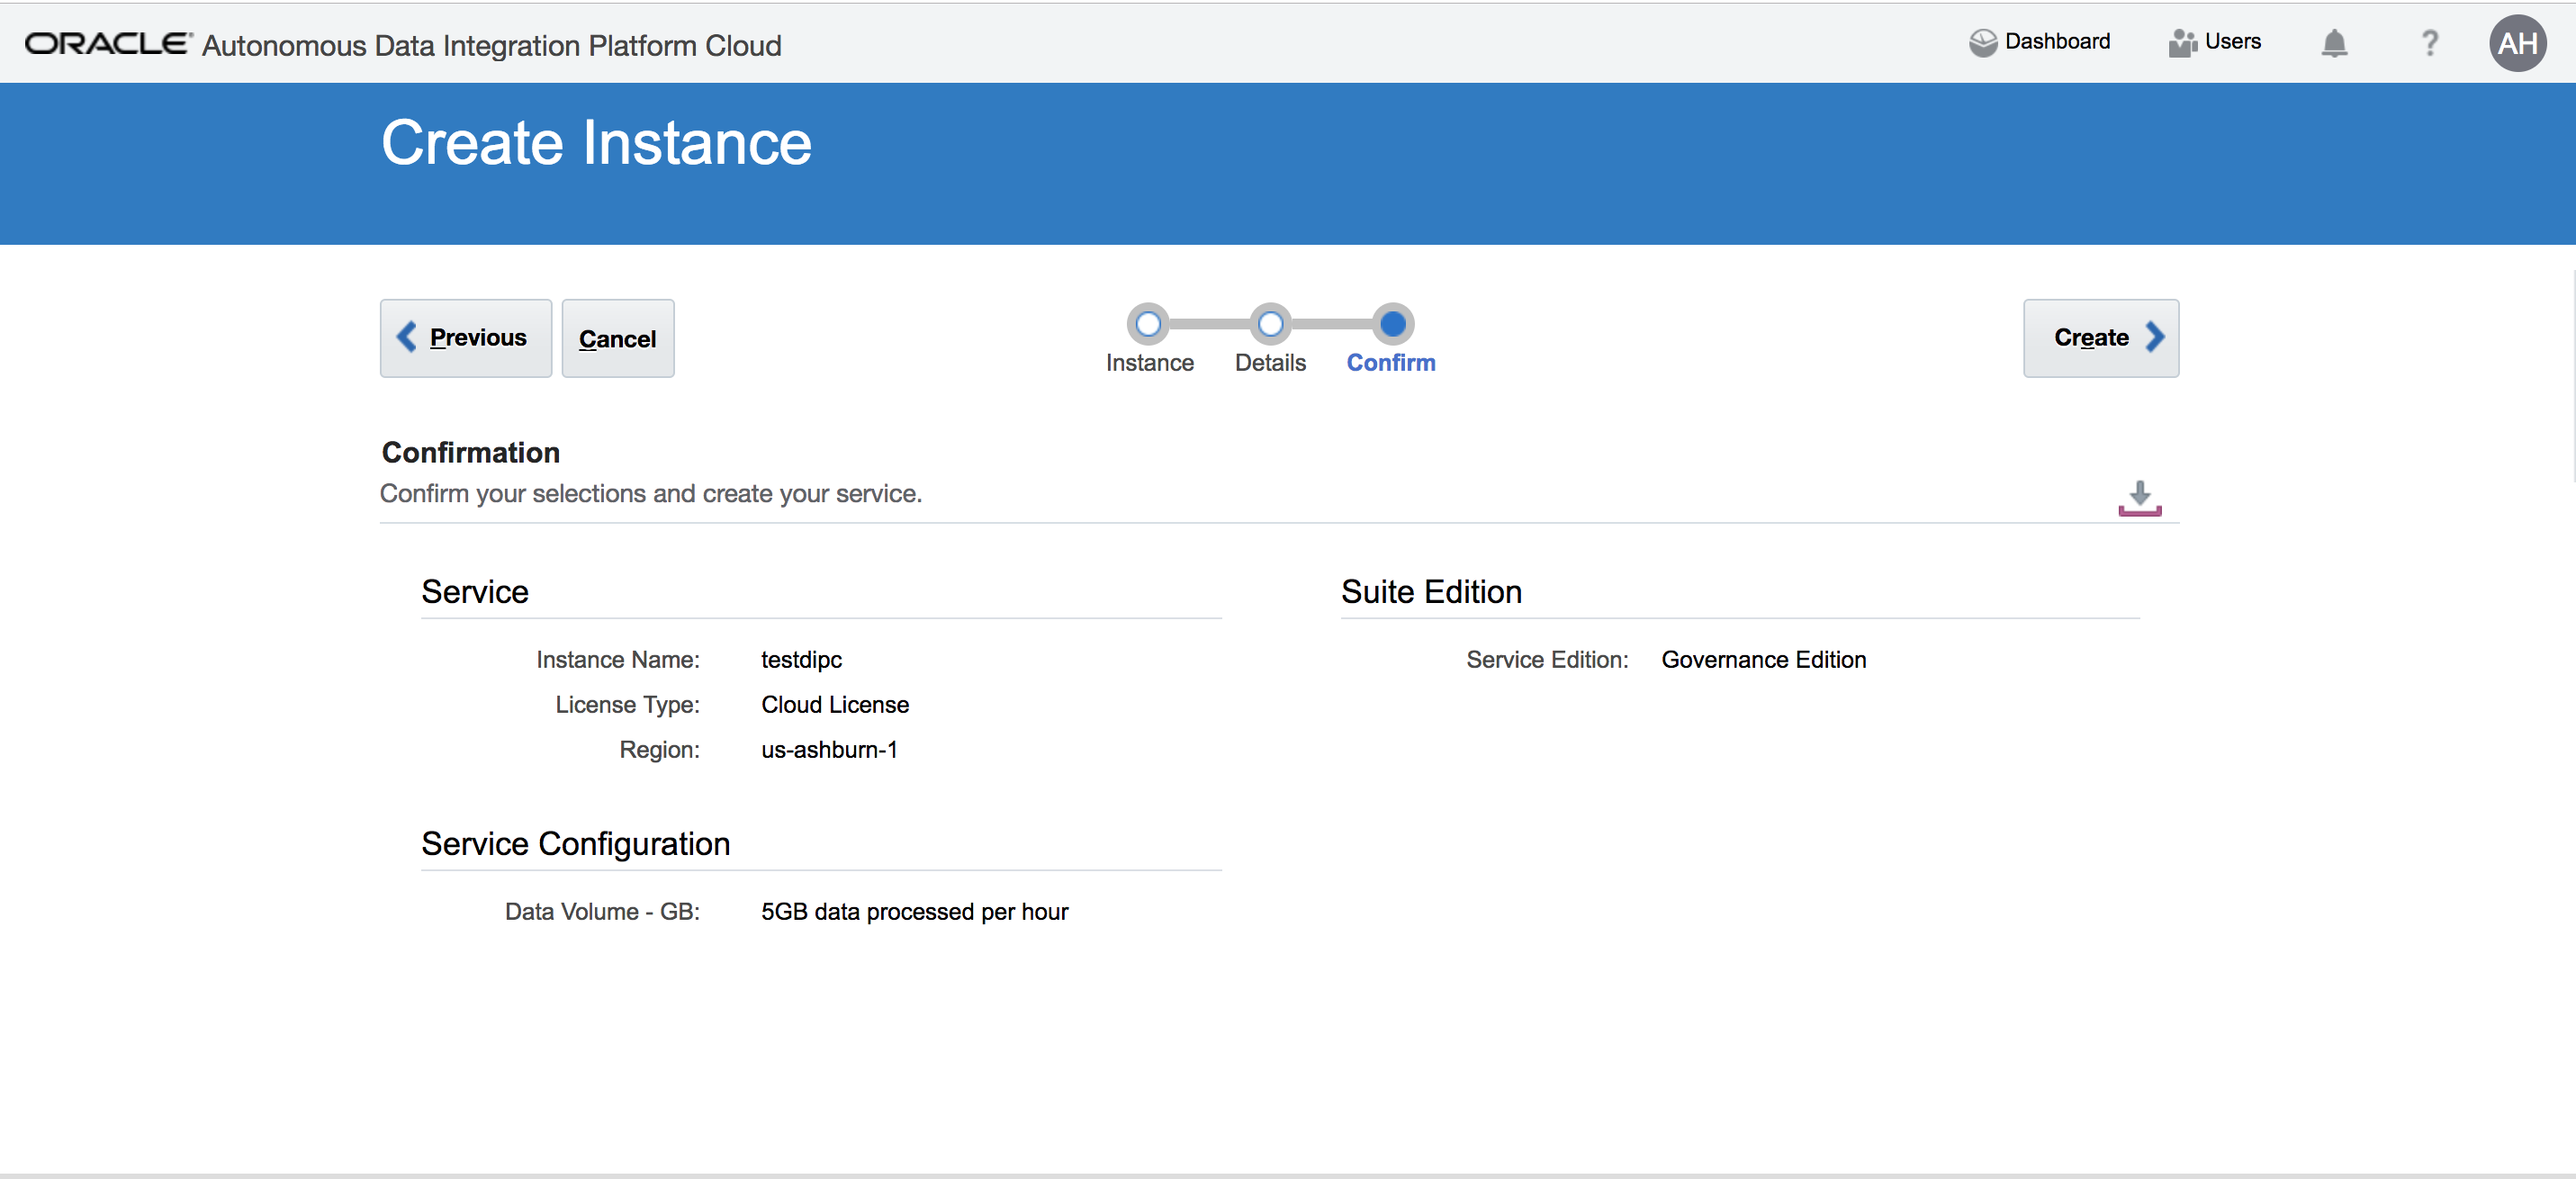 ORACLE® Autonomous Data Integration Platform Cloud
Dashboard
Users
?
AH
Create Instance
Previous
Cancel
Instance
Details
Confirm
Create
Confirmation
Confirm your selections and create your service.
Service
Instance Name: testdipc
License Type: Cloud License
Region: us-ashburn-1
Suite Edition
Service Edition: Governance Edition
Service Configuration
Data Volume - GB: 5GB data processed per hour